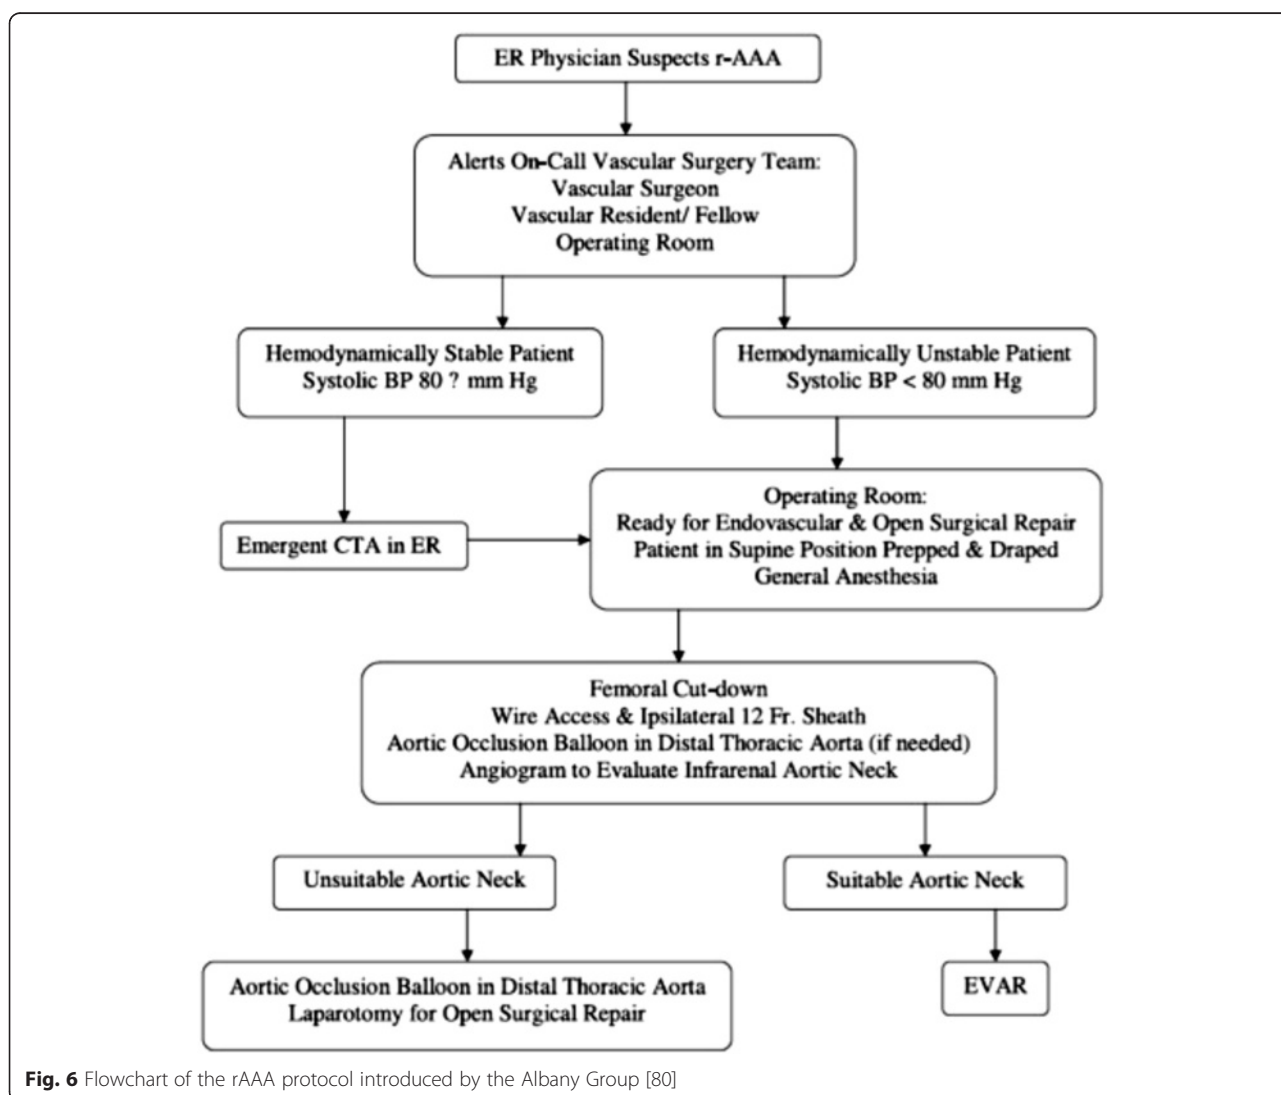 ER Physician Suspects r-AAA
Alerts On-Call Vascular Surgery Team:
Vascular Surgeon
Vascular Resident/ Fellow
Operating Room
Hemodynamically Stable Patient
Systolic BP 80 ? mm Hg
Hemodynamically Unstable Patient
Systolic BP < 80 mm Hg
Emergent CTA in ER
Operating Room:
Ready for Endovascular & Open Surgical Repair
Patient in Supine Position Prepped & Draped
General Anesthesia
Femoral Cut-down
Wire Access & Ipsilateral 12 Fr. Sheath
Aortic Occlusion Balloon in Distal Thoracic Aorta (if needed)
Angiogram to Evaluate Infrarenal Aortic Neck
Unsuitable Aortic Neck
Suitable Aortic Neck
Aortic Occlusion Balloon in Distal Thoracic Aorta
Laparotomy for Open Surgical Repair
EVAR
Fig. 6 Flowchart of the rAAA protocol introduced by the Albany Group [80]